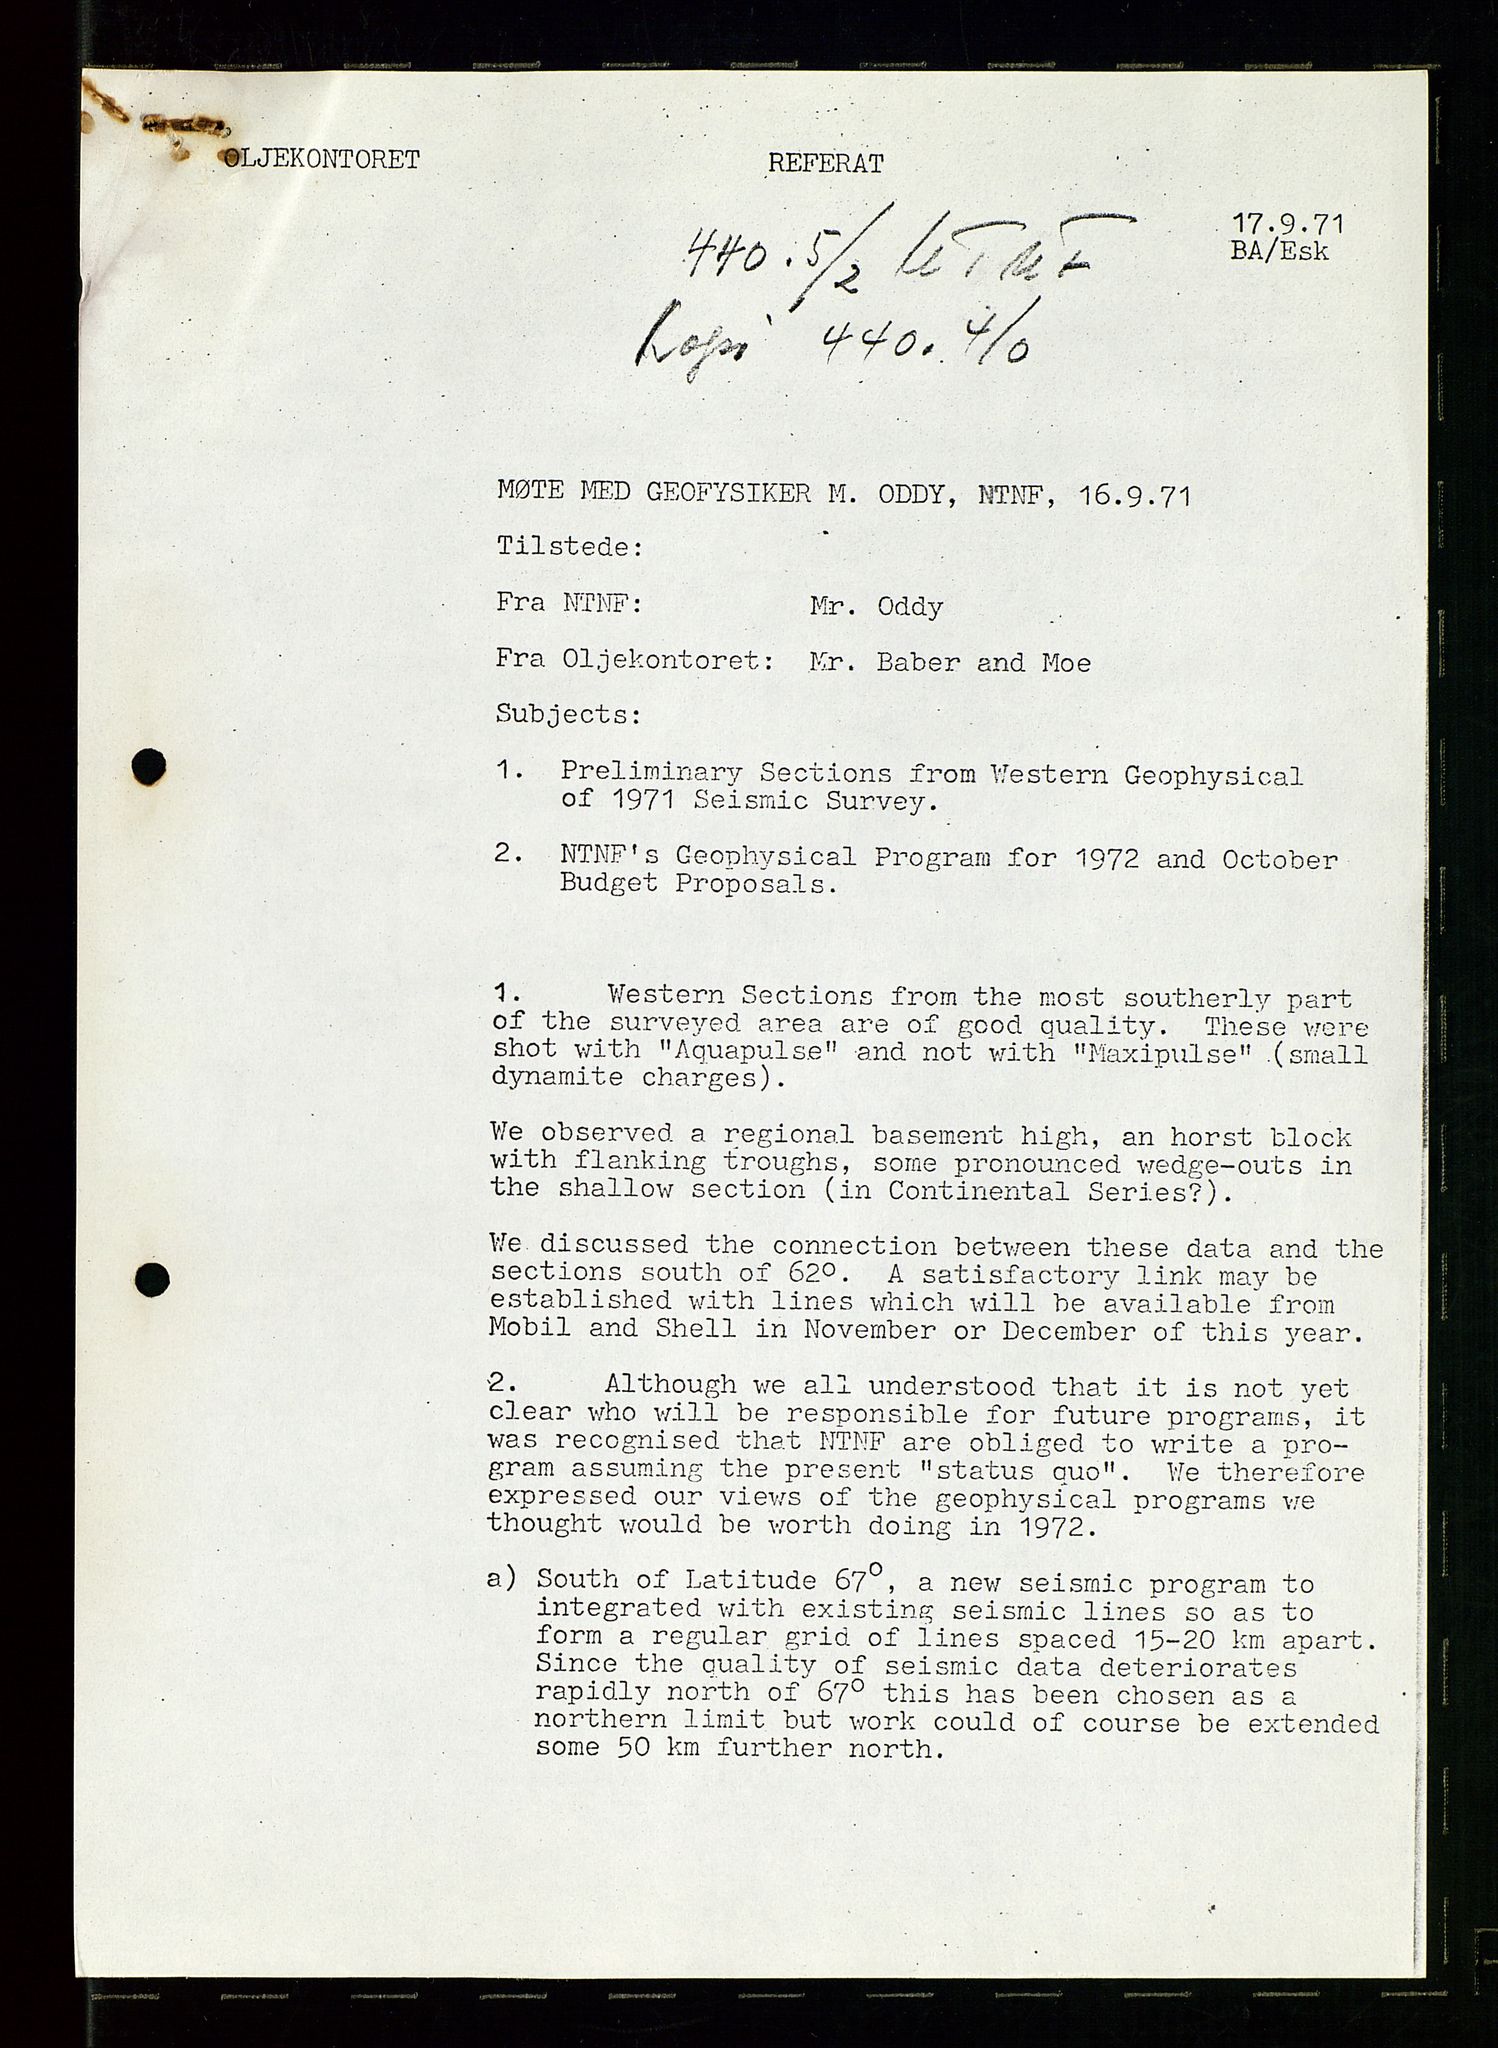 OLJEKONTORET
REFERAT
17.9.71
BA/Esk
440.5/2 NTNF
Kopi 440.4/0
MØTE MED GEOFYSIKER M. ODDY, NTNF, 16.9.71
Tilstede:
Fra NTNF: Mr. Oddy
Fra Oljekontoret: Mr. Baber and Moe
Subjects:
1. Preliminary Sections from Western Geophysical
of 1971 Seismic Survey.
2. NTNF's Geophysical Program for 1972 and October
Budget Proposals.
1. Western Sections from the most southerly part
of the surveyed area are of good quality. These were
shot with "Aquapulse" and not with "Maxipulse" (small
dynamite charges).
We observed a regional basement high, an horst block
with flanking troughs, some pronounced wedge-outs in
the shallow section (in Continental Series?).
We discussed the connection between these data and the
sections south of 62º. A satisfactory link may be
established with lines which will be available from
Mobil and Shell in November or December of this year.
2. Although we all understood that it is not yet
clear who will be responsible for future programs, it
was recognised that NTNF are obliged to write a pro-
gram assuming the present "status quo". We therefore
expressed our views of the geophysical programs we
thought would be worth doing in 1972.
a) South of Latitude 67º, a new seismic program to
integrated with existing seismic lines so as to
form a regular grid of lines spaced 15-20 km apart.
Since the quality of seismic data deteriorates
rapidly north of 67º this has been chosen as a
northern limit but work could of course be extended
some 50 km further north.